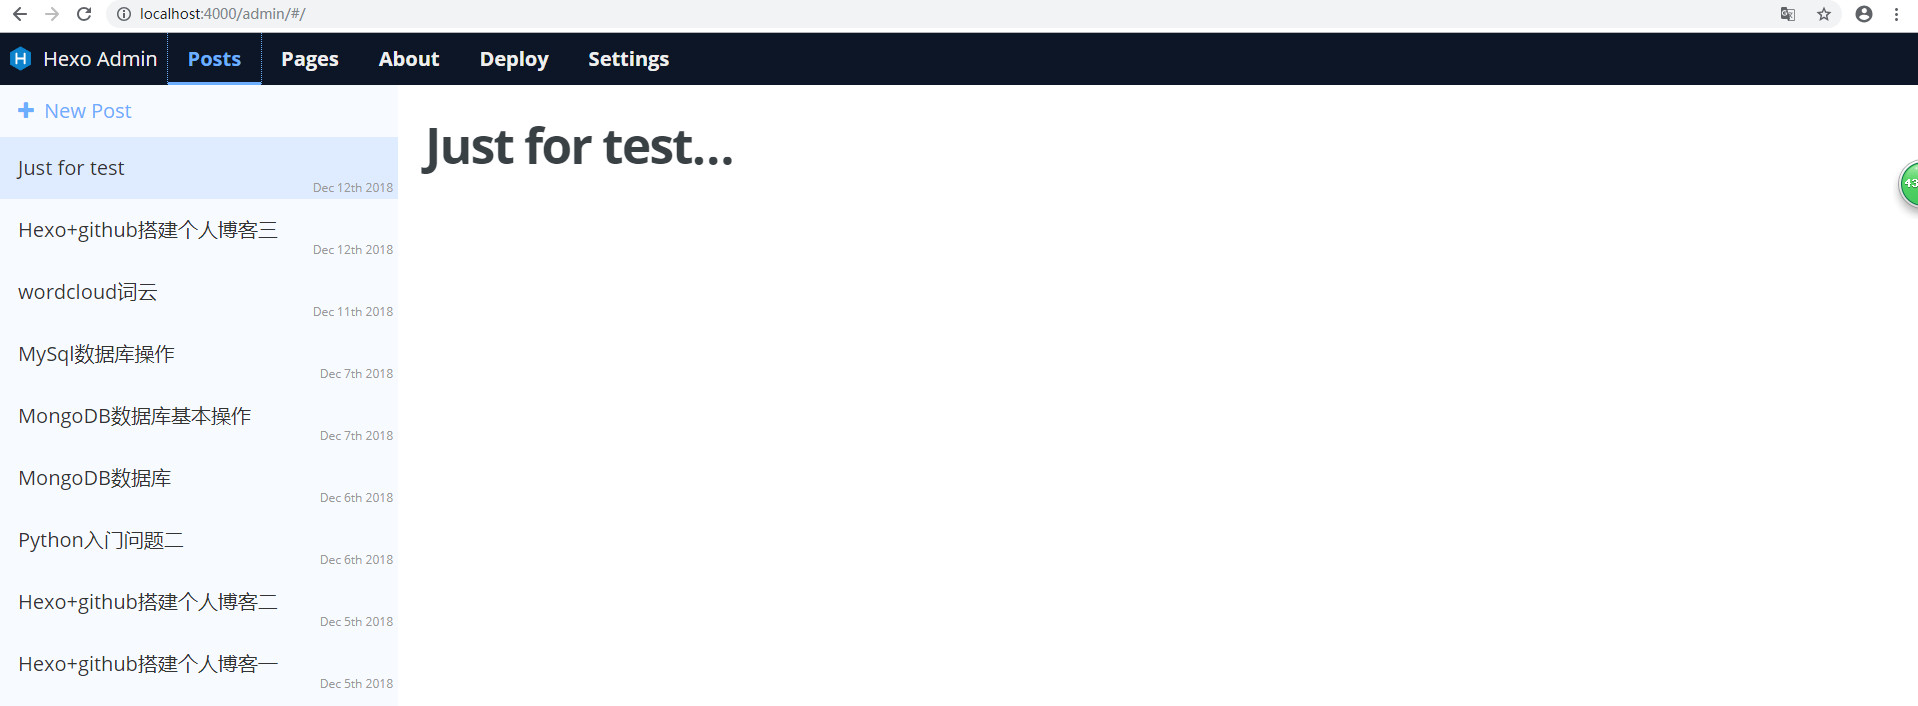 localhost:4000/admin/#/
Hexo Admin Posts Pages About Deploy Settings
New Post
Just for test
Dec 12th 2018
Hexo+github搭建个人博客三
Dec 12th 2018
wordcloud词云
Dec 11th 2018
MySql数据库操作
Dec 7th 2018
MongoDB数据库基本操作
Dec 7th 2018
MongoDB数据库
Dec 6th 2018
Python入门问题二
Dec 6th 2018
Hexo+github搭建个人博客二
Dec 5th 2018
Hexo+github搭建个人博客一
Dec 5th 2018
Just for test...
43